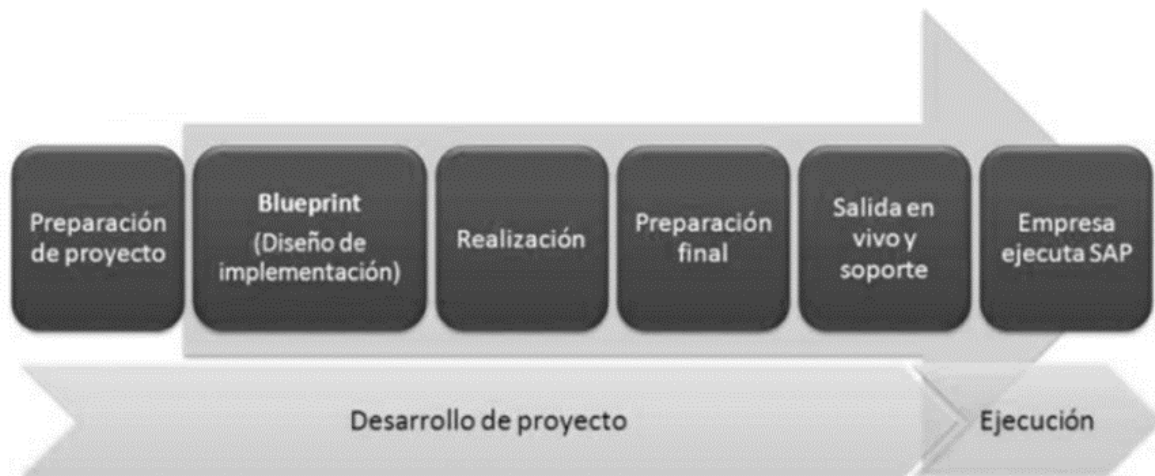 Preparación
de proyecto
Blueprint
(Diseño de
implementación)
Realización
Preparación
final
Salida en
vivo y
soporte
Empresa
ejecuta SAP
Desarrollo de proyecto
Ejecución